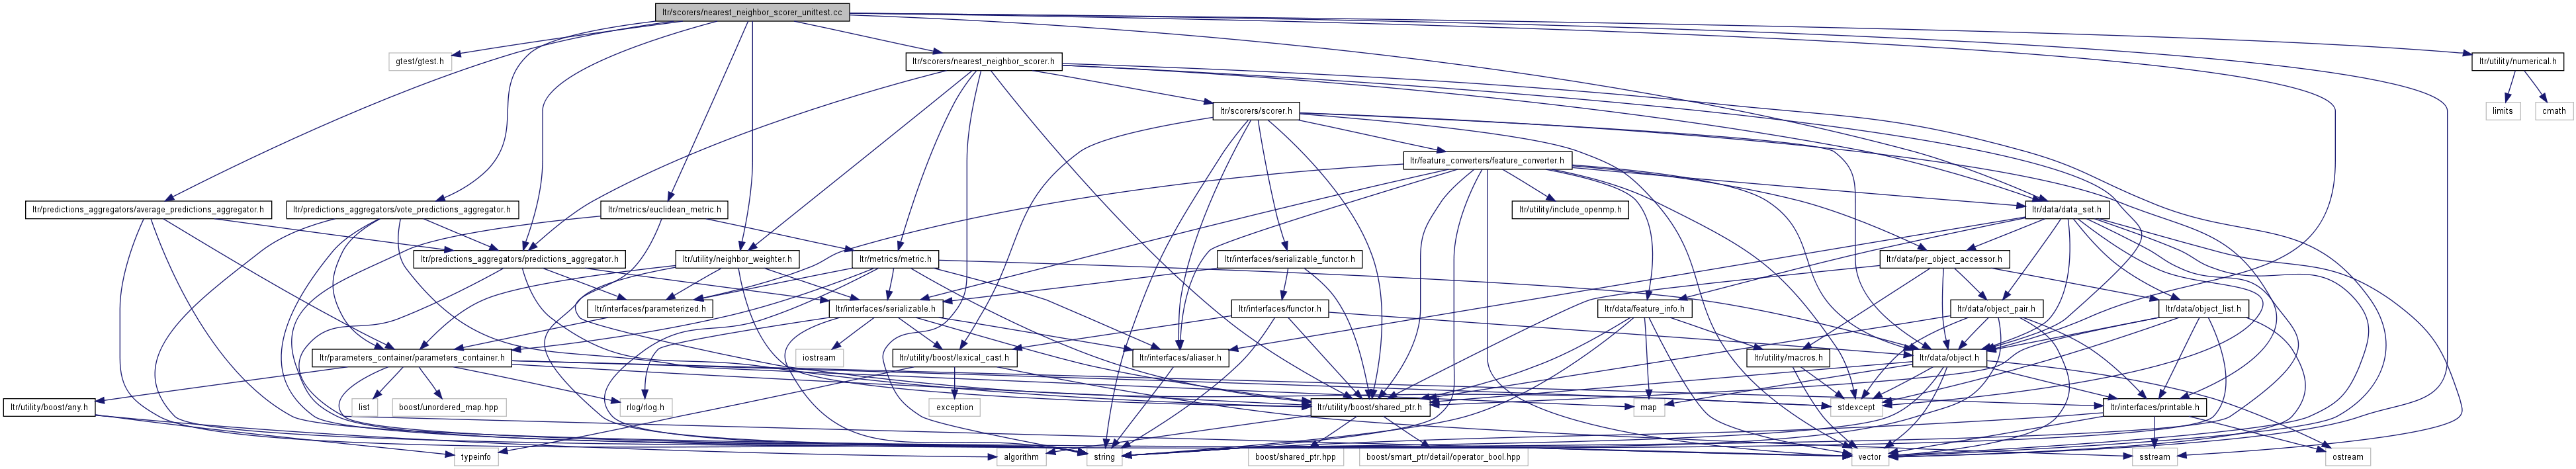 ltr/scorers/nearest_neighbor_scorer_unittest.cc
gtest/gtest.h
ltr/scorers/nearest_neighbor_scorer.h
ltr/utility/numerical.h
ltr/scorers/scorer.h
limits
cmath
ltr/feature_converters/feature_converter.h
ltr/predictions_aggregators/average_predictions_aggregator.h
ltr/predictions_aggregators/vote_predictions_aggregator.h
ltr/metrics/euclidean_metric.h
ltr/utility/include_openmp.h
ltr/data/data_set.h
ltr/predictions_aggregators/predictions_aggregator.h
ltr/utility/neighbor_weighter.h
ltr/metrics/metric.h
ltr/interfaces/serializable_functor.h
ltr/data/per_object_accessor.h
ltr/interfaces/parameterized.h
ltr/interfaces/serializable.h
ltr/interfaces/functor.h
ltr/data/feature_info.h
ltr/data/object_pair.h
ltr/data/object_list.h
ltr/parameters_container/parameters_container.h
iostream
ltr/utility/boost/lexical_cast.h
ltr/interfaces/aliaser.h
ltr/utility/macros.h
ltr/data/object.h
ltr/utility/boost/any.h
list
boost/unordered_map.hpp
rlog/rlog.h
exception
ltr/utility/boost/shared_ptr.h
map
stdexcept
ltr/interfaces/printable.h
typeinfo
algorithm
string
boost/shared_ptr.hpp
boost/smart_ptr/detail/operator_bool.hpp
vector
sstream
ostream